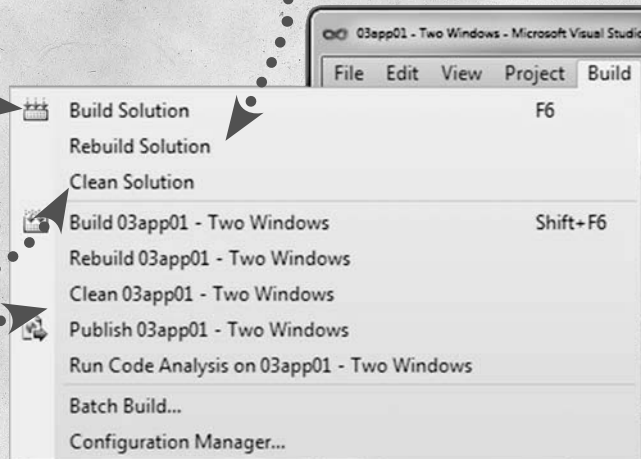 03app01 - Two Windows - Microsoft Visual Studio
File Edit View Project Build
Build Solution F6
Rebuild Solution
Clean Solution
Build 03app01 - Two Windows Shift+F6
Rebuild 03app01 - Two Windows
Clean 03app01 - Two Windows
Publish 03app01 - Two Windows
Run Code Analysis on 03app01 - Two Windows
Batch Build...
Configuration Manager...